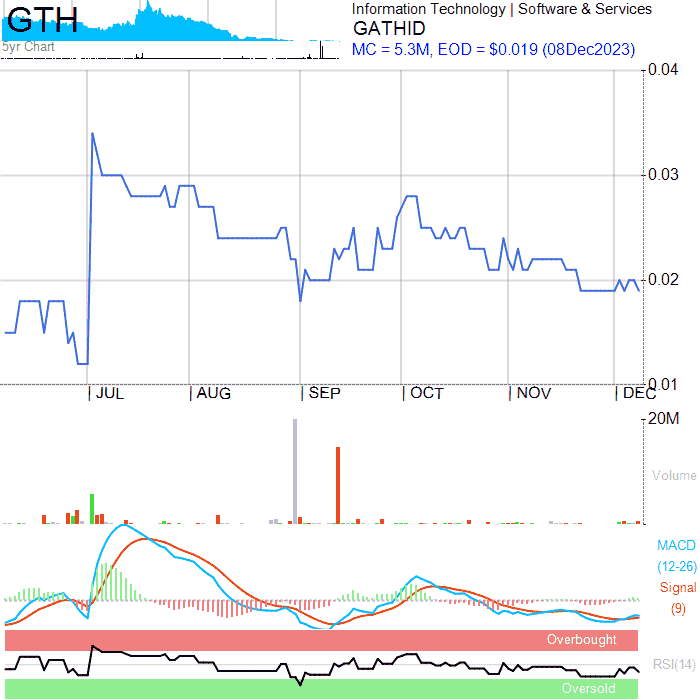 GTH
5yr Chart
Information Technology | Software & Services
GATHID
MC = 5.3M, EOD = $0.019 (08Dec2023)
0.04
0.03
0.02
0.01
JUL
AUG
SEP
OCT
NOV
DEC
20M
Volume
MACD
(12-26)
Signal
(9)
Overbought
RSI(14)
Oversold